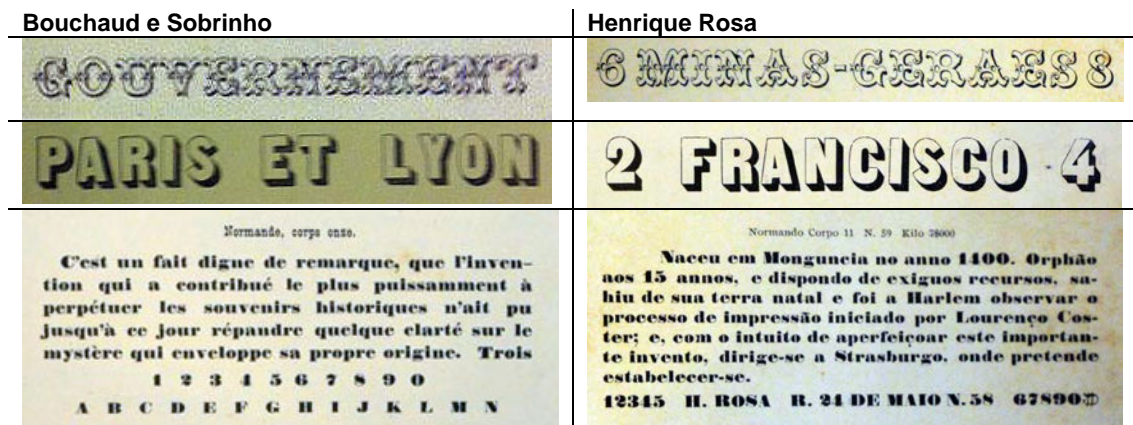 Bouchaud e Sobrinho
Henrique Rosa
GOUVERNEMENT
6 MINAS-GERAES 8
PARIS ET LYON
2 FRANCISCO 4
Normande, corps onze.
C'est un fait digne de remarque, que l'inven-
tion qui a contribué le plus puissamment à
perpétuer les souvenirs historiques n'ait pu
jusqu'à ce jour répandre quelque clarté sur le
mystère qui enveloppe sa propre origine. Trois
1 2 3 4 5 6 7 8 9 0
A B C D E F G H I J K L M N
Normando Corpo 11 N. 59 Kilo 78000
Naceu em Monguncia no anno 1400. Orphão
aos 15 annos, e dispondo de exiguos recursos, sa-
hiu de sua terra natal e foi a Harlem observar o
processo de impressão iniciado por Lourenço Cos-
ter; e, com o intuito de aperfeiçoar este importan-
te invento, dirige-se a Strasburgo, onde pretende
estabelecer-se.
12345 H. ROSA R. 24 DE MAIO N. 58 67890